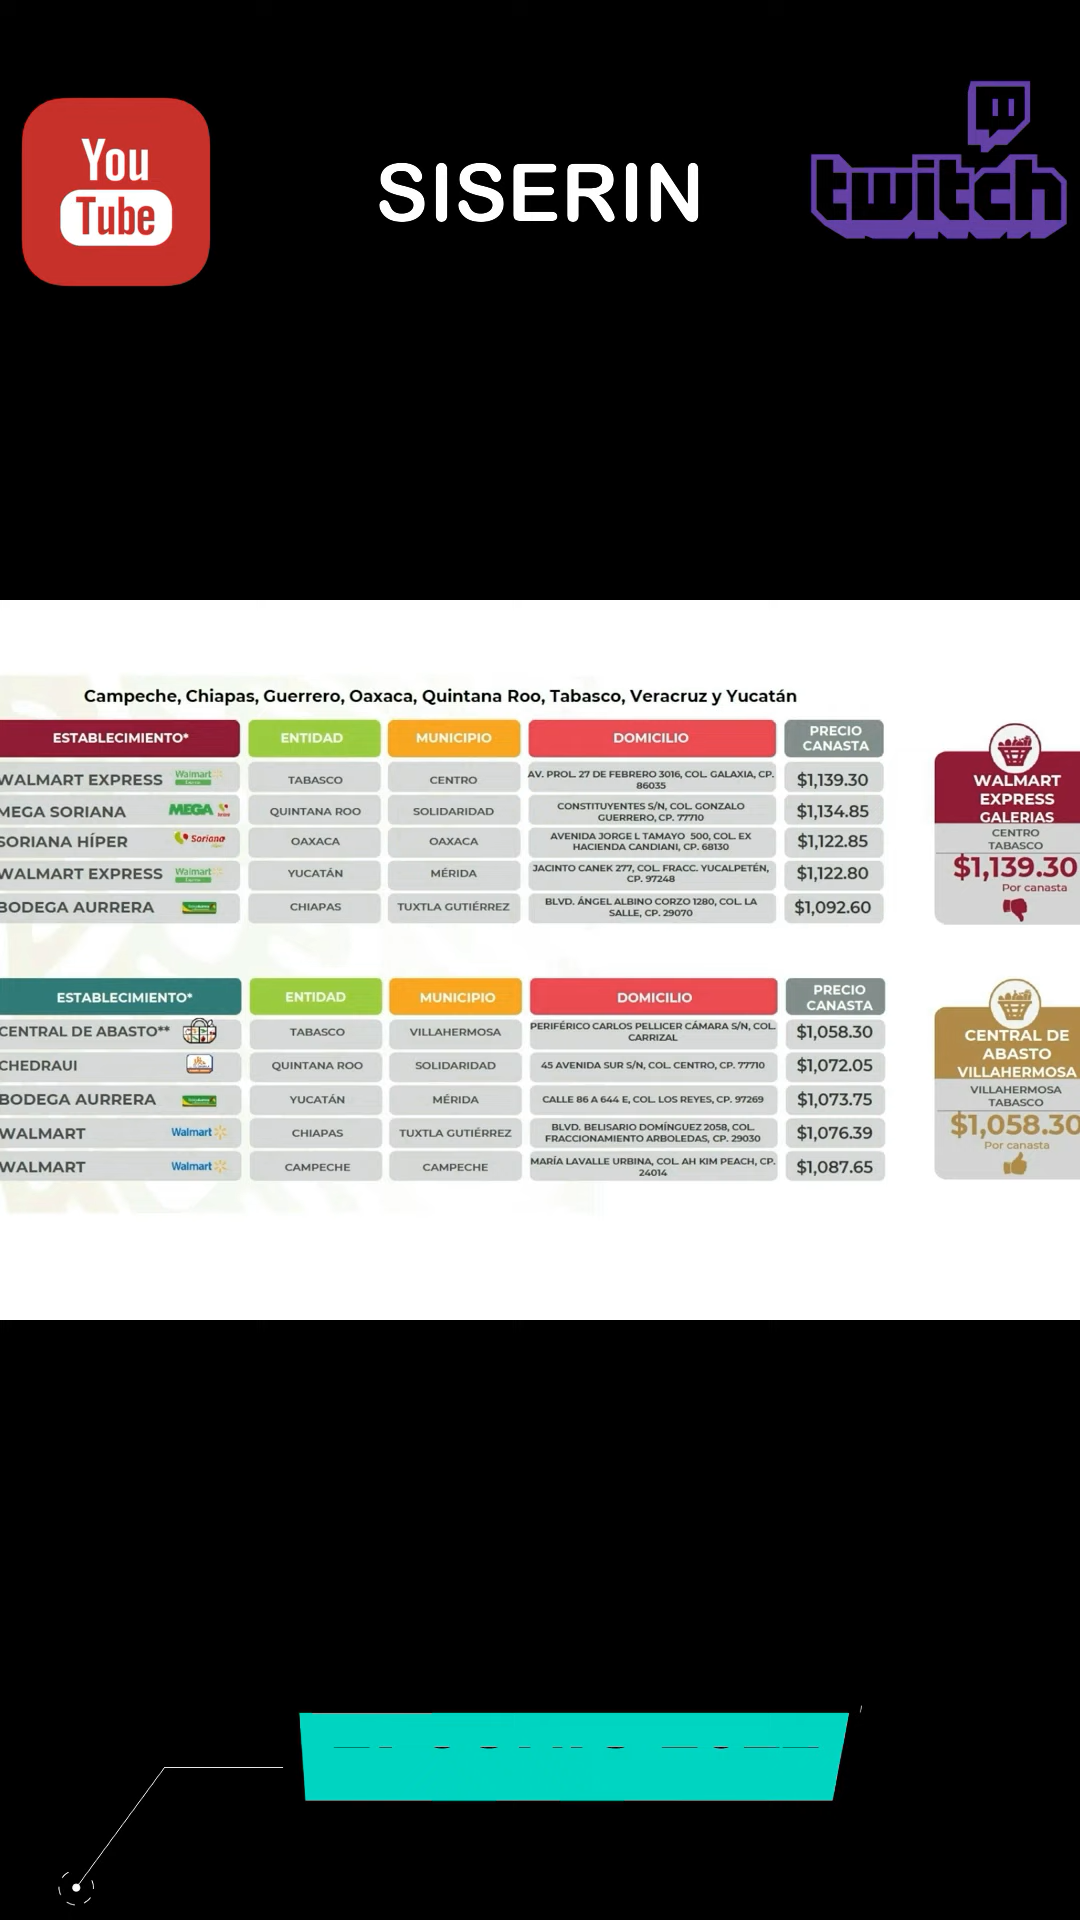 You
Tube
SISERIN
twitch
Campeche, Chiapas, Guerrero, Oaxaca, Quintana Roo, Tabasco, Veracruz y Yucatán
ESTABLECIMIENTO* ENTIDAD MUNICIPIO DOMICILIO PRECIO CANASTA
WALMART EXPRESS Walmart TABASCO CENTRO AV. PROL. 27 DE FEBRERO 3016, COL. GALAXIA, CP. 86035 $1,139.30
MEGA SORIANA MEGA QUINTANA ROO SOLIDARIDAD CONSTITUYENTES S/N, COL. GONZALO GUERRERO, CP. 77710 $1,134.85
SORIANA HÍPER Soriana OAXACA OAXACA AVENIDA JORGE L TAMAYO 500, COL. EX HACIENDA CANDIANI, CP. 68130 $1,122.85
WALMART EXPRESS Walmart YUCATÁN MÉRIDA JACINTO CANEK 277, COL. FRACC. YUCALPETÉN, CP. 97248 $1,122.80
BODEGA AURRERA CHIAPAS TUXTLA GUTIÉRREZ BLVD. ÁNGEL ALBINO CORZO 1280, COL. LA SALLE, CP. 29070 $1,092.60
WALMART
EXPRESS
GALERIAS
CENTRO
TABASCO
$1,139.30
Por canasta
ESTABLECIMIENTO* ENTIDAD MUNICIPIO DOMICILIO PRECIO CANASTA
CENTRAL DE ABASTO** TABASCO VILLAHERMOSA PERIFÉRICO CARLOS PELLICER CÁMARA S/N, COL. CARRIZAL $1,058.30
CHEDRAUI QUINTANA ROO SOLIDARIDAD 45 AVENIDA SUR S/N, COL. CENTRO, CP. 77710 $1,072.05
BODEGA AURRERA YUCATÁN MÉRIDA CALLE 86 A 644 E, COL. LOS REYES, CP. 97269 $1,073.75
WALMART Walmart CHIAPAS TUXTLA GUTIÉRREZ BLVD. BELISARIO DOMÍNGUEZ 2058, COL. FRACCIONAMIENTO ARBOLEDAS, CP. 29030 $1,076.39
WALMART Walmart CAMPECHE CAMPECHE MARÍA LAVALLE URBINA, COL. AH KIM PEACH, CP. 24014 $1,087.65
CENTRAL DE
ABASTO
VILLAHERMOSA
VILLAHERMOSA
TABASCO
$1,058.30
Por canasta